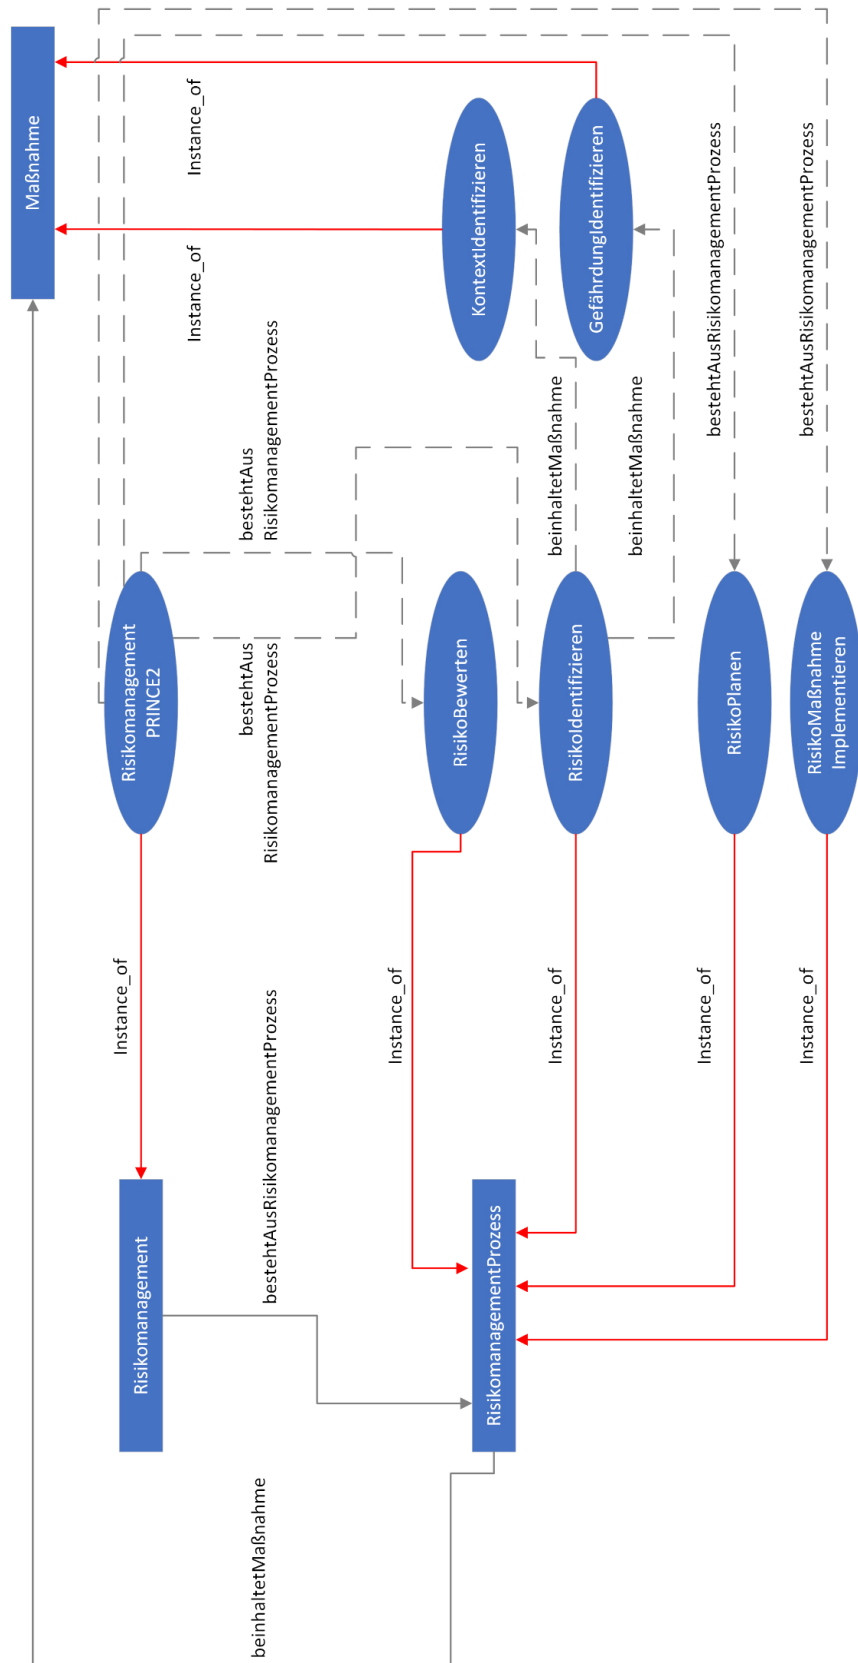 Maßnahme
Risikomanagement
Instance_of
Risikomanagement
PRINCE2
Instance_of
Instance_of
beinhaltetMaßnahme
bestehtAusRisikomanagementProzess
bestehtAus
RisikomanagementProzess
bestehtAus
RisikomanagementProzess
Instance_of
RisikoBewerten
KontextIdentifizieren
RisikomanagementProzess
Instance_of
RisikoIdentifizieren
beinhaltetMaßnahme
GefährdungIdentifizieren
beinhaltetMaßnahme
Instance_of
RisikoPlanen
bestehtAusRisikomanagementProzess
Instance_of
RisikoMaßnahme
Implementieren
bestehtAusRisikomanagementProzess